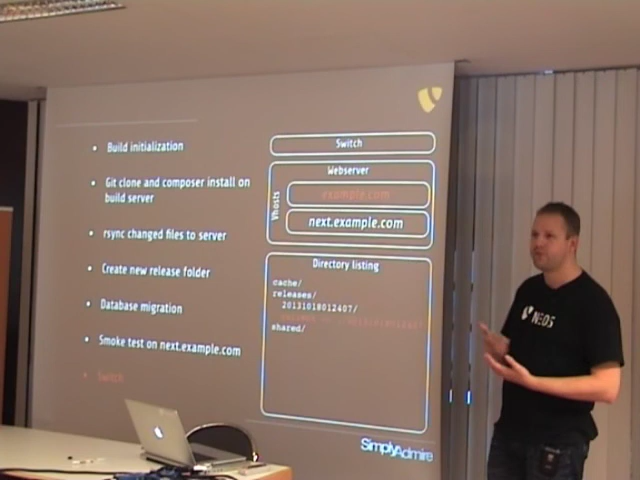 Build initialization
Git clone and composer install on
build server
rsync changed files to server
Create new release folder
Database migration
Smoke test on next.example.com
Switch
Switch
Webserver
Vhosts
example.com
next.example.com
Directory listing
cache/
releases/
20131018012407/
shared/
SimplyAdmire
NEOS